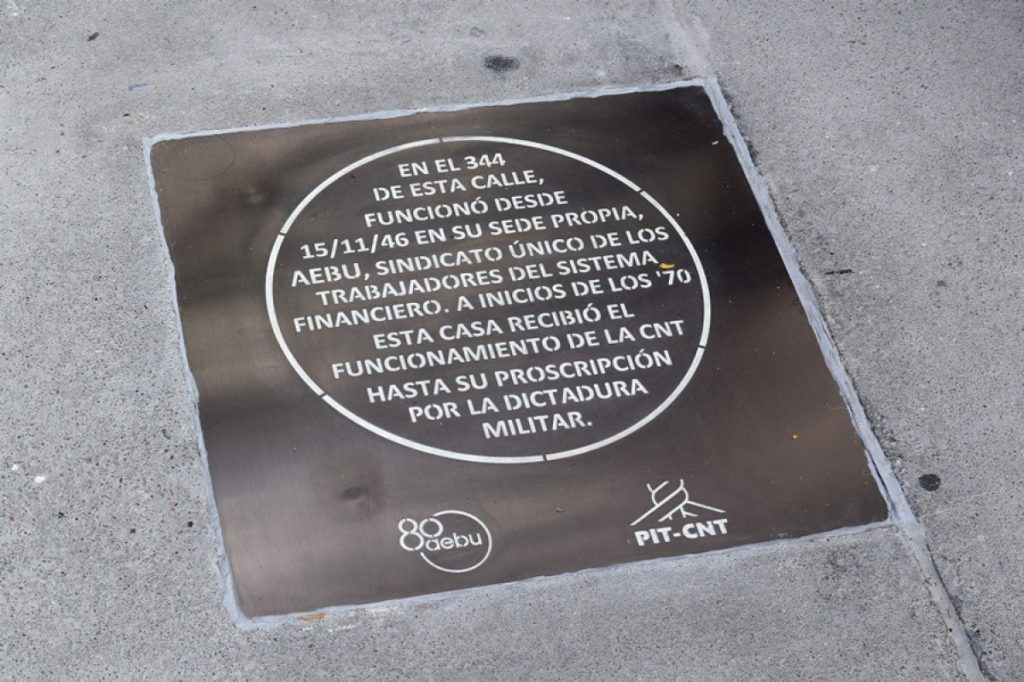 EN EL 344
DE ESTA CALLE,
FUNCIONÓ DESDE
15/11/46 EN SU SEDE PROPIA,
AEBU, SINDICATO ÚNICO DE LOS
TRABAJADORES DEL SISTEMA
FINANCIERO. A INICIOS DE LOS '70
ESTA CASA RECIBIÓ EL
FUNCIONAMIENTO DE LA CNT
HASTA SU PROSCRIPCIÓN
POR LA DICTADURA
MILITAR.
80
aebu
PIT-CNT